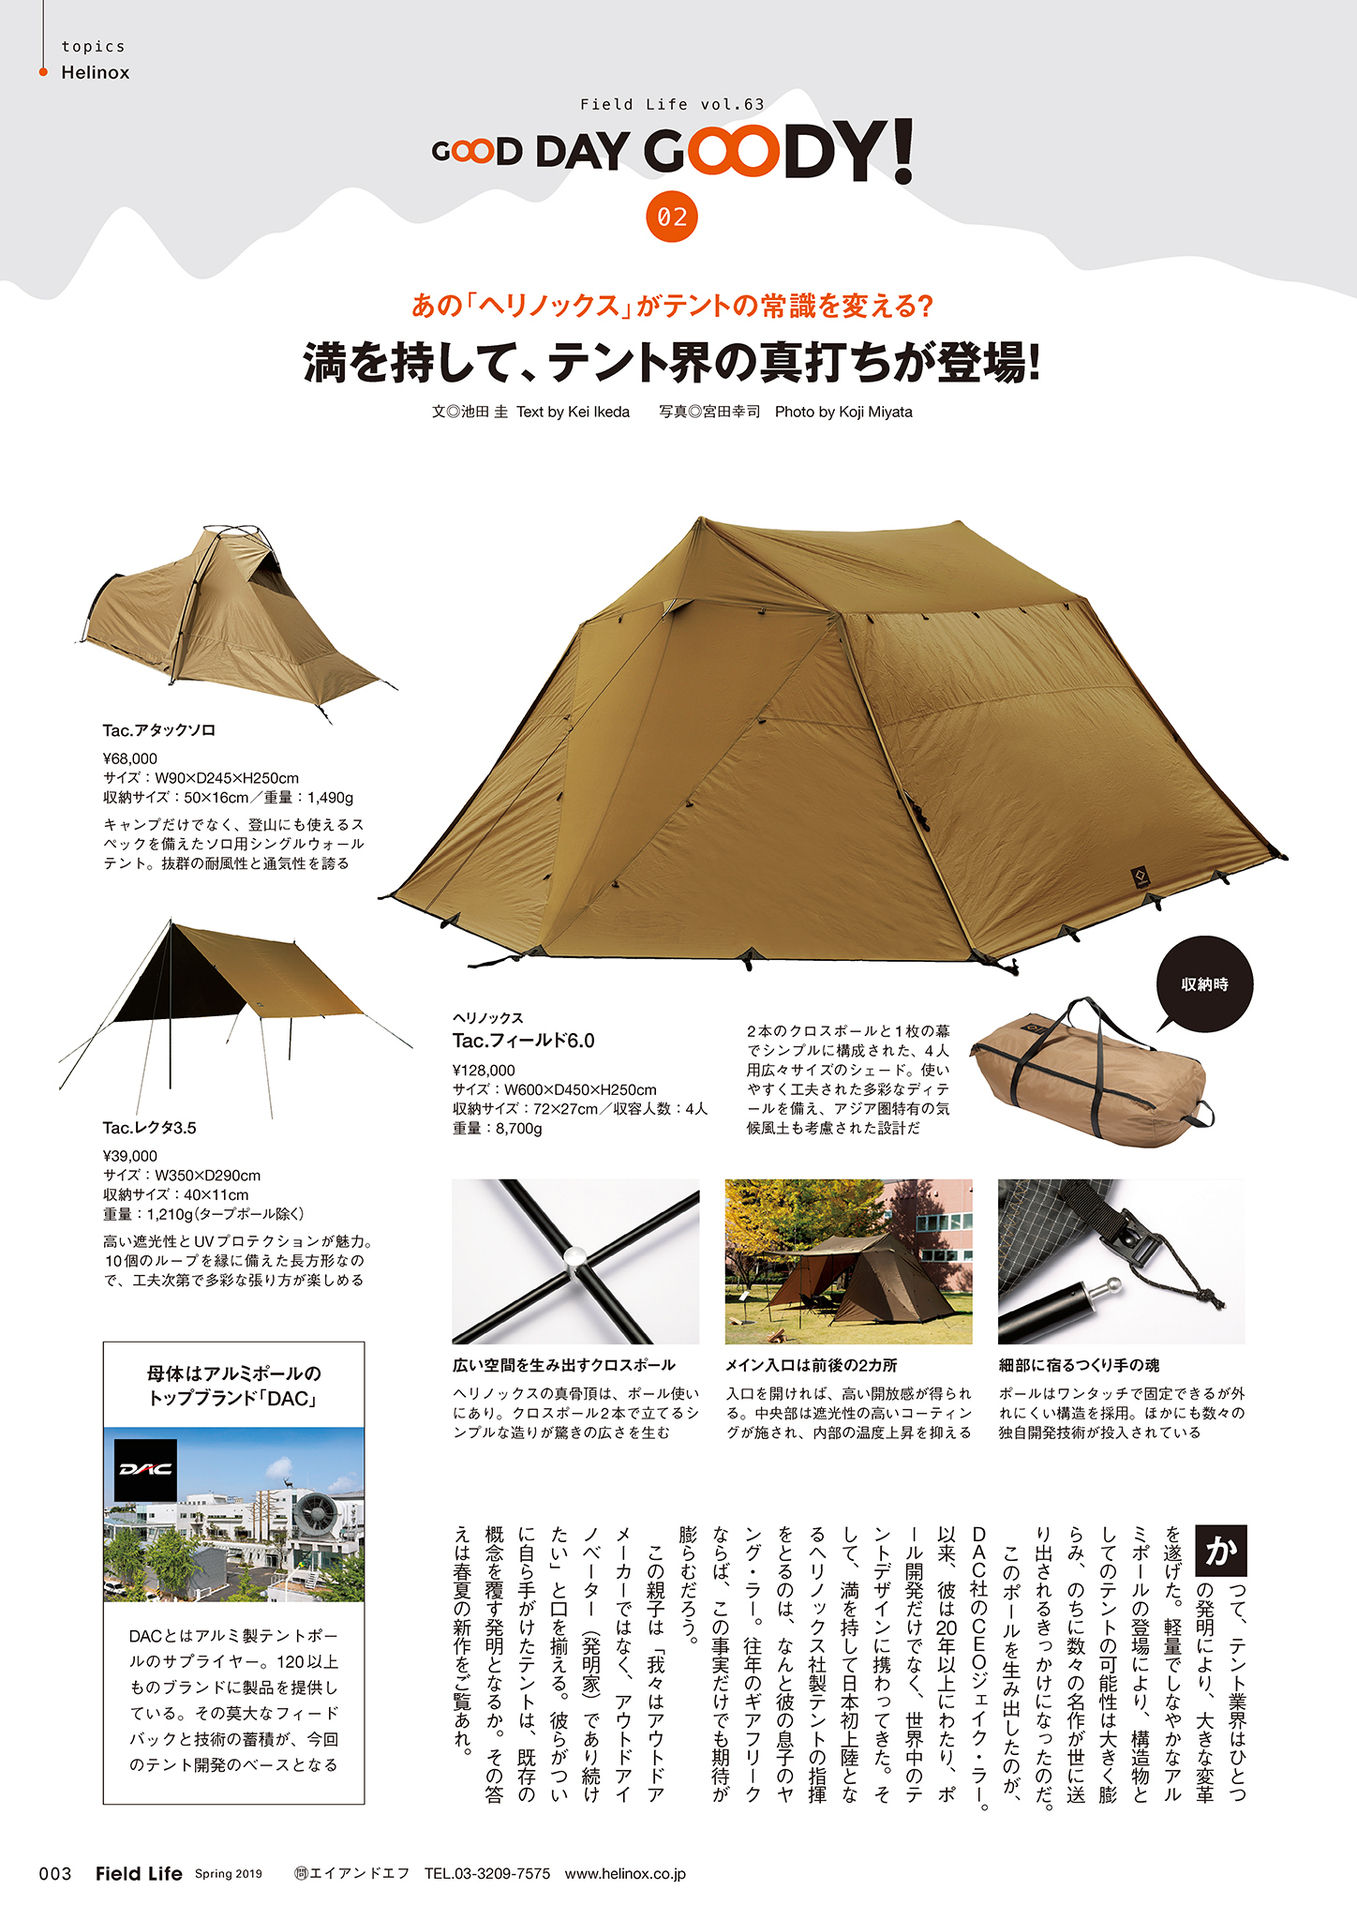 topics
Helinox
Field Life vol.63
GOOD DAY GOODY!
02
あの「ヘリノックス」がテントの常識を変える?
満を持して、テント界の真打ちが登場!
文◎池田 圭 Text by Kei Ikeda　写真◎宮田幸司 Photo by Koji Miyata
Tac.アタックソロ
¥68,000
サイズ：W90×D245×H250cm
収納サイズ：50×16cm／重量：1,490g
キャンプだけでなく、登山にも使えるス
ペックを備えたソロ用シングルウォール
テント。抜群の耐風性と通気性を誇る
Tac.レクタ3.5
¥39,000
サイズ：W350×D290cm
収納サイズ：40×11cm
重量：1,210g(タープポール除く)
高い遮光性とUVプロテクションが魅力。
10個のループを縁に備えた長方形なの
で、工夫次第で多彩な張り方が楽しめる
収納時
ヘリノックス
Tac.フィールド6.0
¥128,000
サイズ：W600×D450×H250cm
収納サイズ：72×27cm／収容人数：4人
重量：8,700g
2本のクロスポールと1枚の幕
でシンプルに構成された、4人
用広々サイズのシェード。使い
やすく工夫された多彩なディテ
ールを備え、アジア圏特有の気
候風土も考慮された設計だ
広い空間を生み出すクロスポール
ヘリノックスの真骨頂は、ポール使い
にあり。クロスポール2本で立てるシ
ンプルな造りが驚きの広さを生む
メイン入口は前後の2カ所
入口を開ければ、高い開放感が得られ
る。中央部は遮光性の高いコーティン
グが施され、内部の温度上昇を抑える
細部に宿るつくり手の魂
ポールはワンタッチで固定できるが外
れにくい構造を採用。ほかにも数々の
独自開発技術が投入されている
母体はアルミポールの
トップブランド「DAC」
DAC
DACとはアルミ製テントポー
ルのサプライヤー。120以上
ものブランドに製品を提供し
ている。その莫大なフィード
バックと技術の蓄積が、今回
のテント開発のベースとなる
かつて、テント業界はひとつ
の発明により、大きな変革
を遂げた。軽量でしなやかなアル
ミポールの登場により、構造物と
してのテントの可能性は大きく膨
らみ、のちに数々の名作が世に送
り出されるきっかけになったのだ。
このポールを生み出したのが、
DAC社のCEOジェイク・ラー。
以来、彼は20年以上にわたり、ポ
ール開発だけでなく、世界中のテ
ントデザインに携わってきた。そ
して、満を持して日本初上陸とな
るヘリノックス社製テントの指揮
をとるのは、なんと彼の息子のヤ
ング・ラー。往年のギアフリーク
ならば、この事実だけでも期待が
膨らむだろう。
この親子は「我々はアウトドア
メーカーではなく、アウトドアイ
ノベーター（発明家）であり続け
たい」と口を揃える。彼らがつい
に自ら手がけたテントは、既存の
概念を覆す発明となるか。その答
えは春夏の新作をご覧あれ。
003 Field Life Spring 2019 ㉄エイアンドエフ TEL.03-3209-7575 www.helinox.co.jp